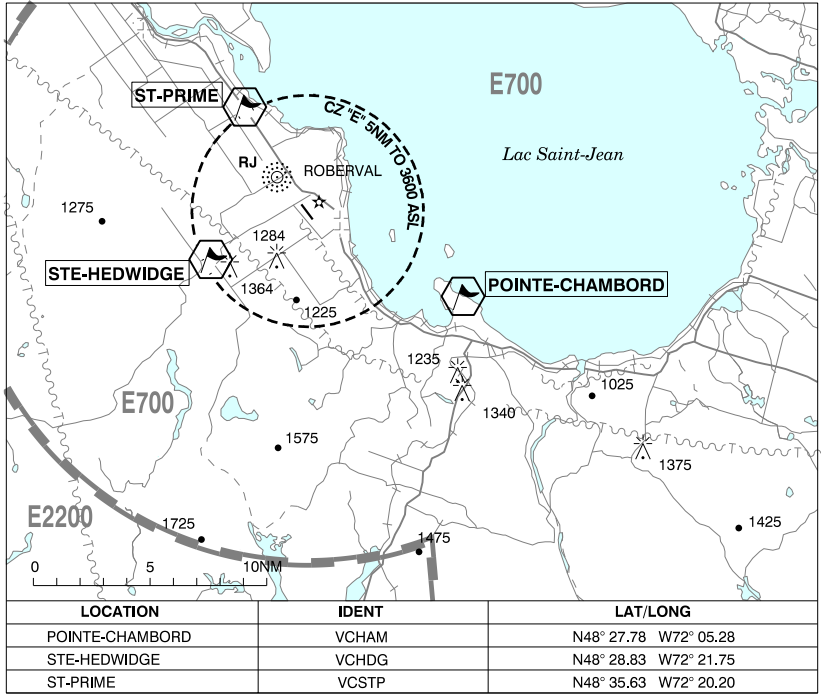 E700
ST-PRIME
CZ "E" 5NM TO 3600 ASL
Lac Saint-Jean
RJ
ROBERVAL
1275
1284
STE-HEDWIDGE
POINTE-CHAMBORD
1364
1225
1235
1025
E700
1340
1575
1375
E2200
1725
1475
1425
0 5 10NM
LOCATION IDENT LAT/LONG
POINTE-CHAMBORD VCHAM N48° 27.78 W72° 05.28
STE-HEDWIDGE VCHDG N48° 28.83 W72° 21.75
ST-PRIME VCSTP N48° 35.63 W72° 20.20